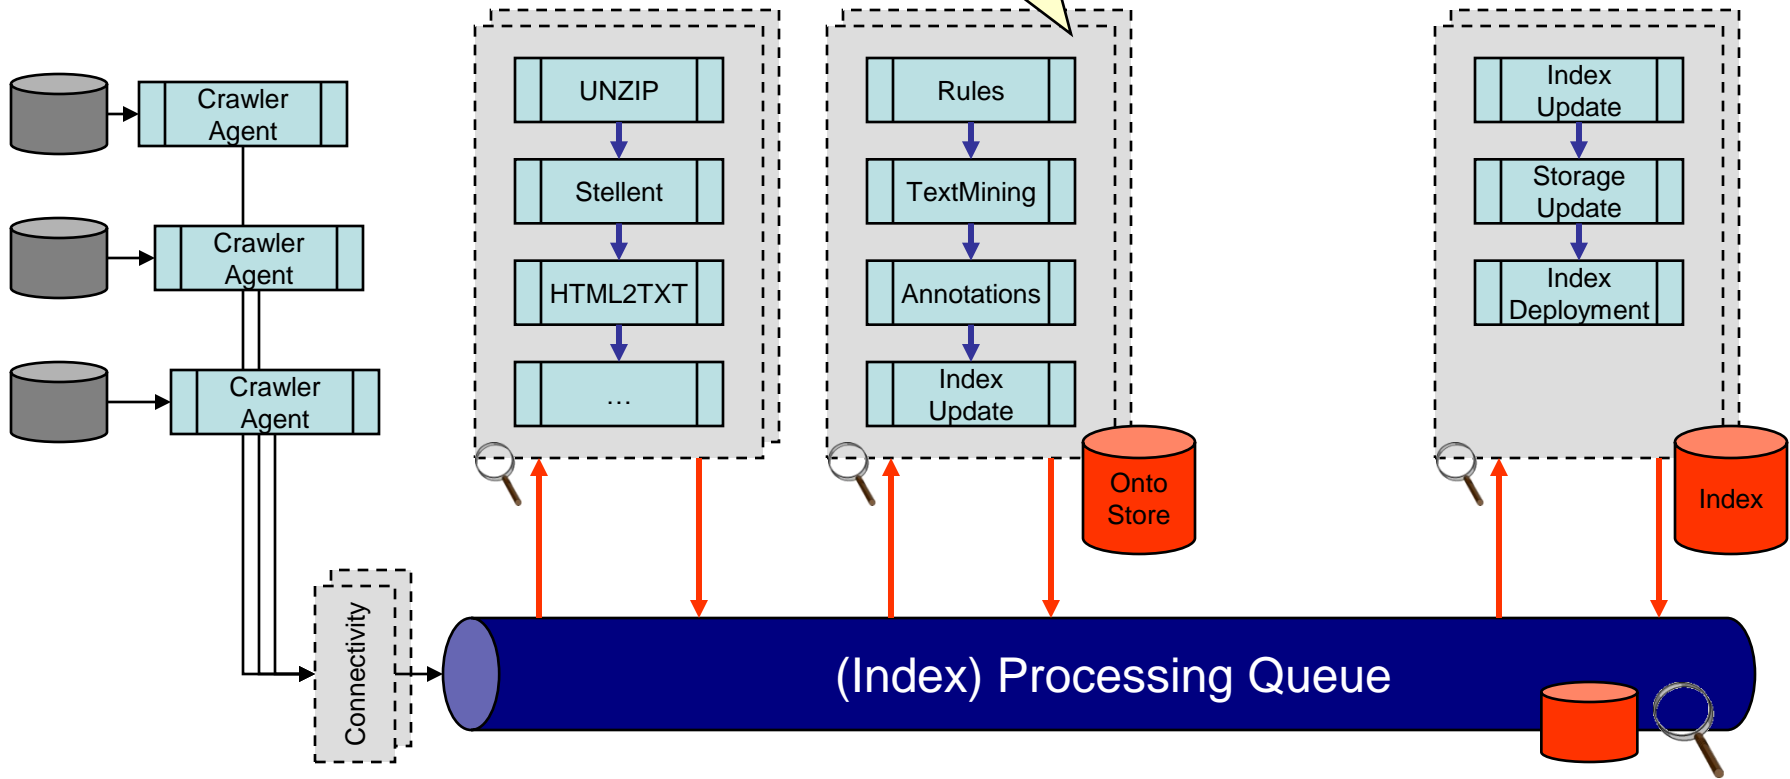 Crawler
Agent
Crawler
Agent
Crawler
Agent
UNZIP
Stellent
HTML2TXT
…
Rules
TextMining
Annotations
Index
Update
Index
Update
Storage
Update
Index
Deployment
Onto
Store
Index
Connectivity
(Index) Processing Queue